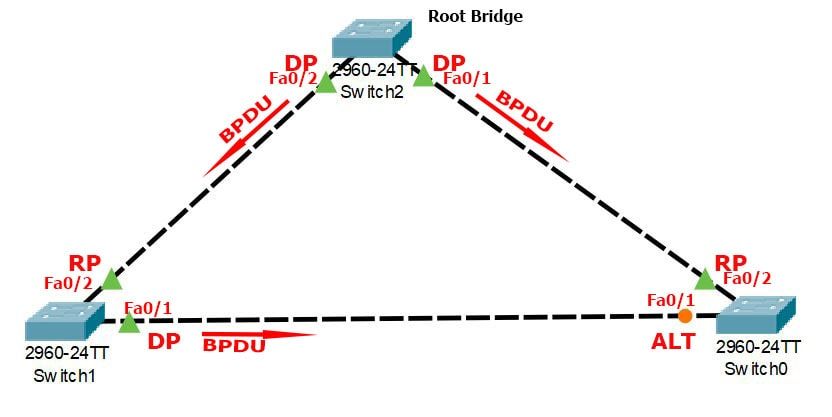 Root Bridge
DP
Fa0/2
2960-24TT
Switch2
DP
Fa0/1
BPDU
BPDU
RP
Fa0/2
Fa0/1
DP
BPDU
2960-24TT
Switch1
RP
Fa0/2
Fa0/1
ALT
2960-24TT
Switch0